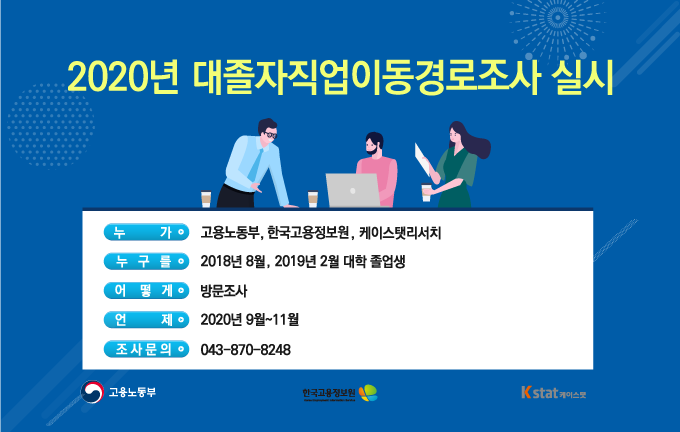 2020년 대졸자직업이동경로조사 실시
누 가 고용노동부, 한국고용정보원, 케이스탯리서치
누 구 를 2018년 8월, 2019년 2월 대학 졸업생
어 떻 게 방문조사
언 제 2020년 9월~11월
조사문의 043-870-8248
고용노동부
한국고용정보원
Kstat 케이스탯